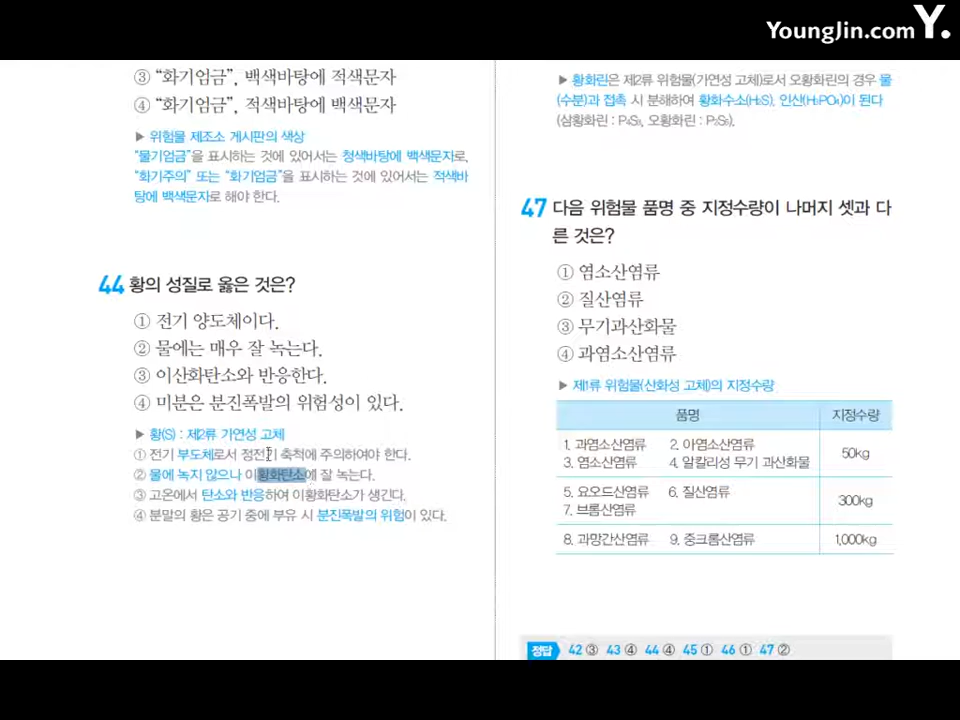 YoungJin.com Y.
③ “화기엄금”, 백색바탕에 적색문자
④ “화기엄금”, 적색바탕에 백색문자
▶ 위험물 제조소 게시판의 색상
“물기엄금”을 표시하는 것에 있어서는 청색바탕에 백색문자로,
“화기주의” 또는 “화기엄금”을 표시하는 것에 있어서는 적색바
탕에 백색문자로 해야 한다.
44 황의 성질로 옳은 것은?
① 전기 양도체이다.
② 물에는 매우 잘 녹는다.
③ 이산화탄소와 반응한다.
④ 미분은 분진폭발의 위험성이 있다.
▶ 황(S) : 제2류 가연성 고체
① 전기 부도체로서 정전기 축척에 주의하여야 한다.
② 물에 녹지 않으나 이황화탄소에 잘 녹는다.
③ 고온에서 탄소와 반응하여 이황화탄소가 생긴다.
④ 분말의 황은 공기 중에 부유 시 분진폭발의 위험이 있다.
▶ 황화린은 제2류 위험물(가연성 고체)로서 오황화린의 경우 물
(수분)과 접촉 시 분해하여 황화수소(H₂S), 인산(H₃PO₄)이 된다
(삼황화린 : P₄S₃, 오황화린 : P₂S₅).
47 다음 위험물 품명 중 지정수량이 나머지 셋과 다
른 것은?
① 염소산염류
② 질산염류
③ 무기과산화물
④ 과염소산염류
▶ 제1류 위험물(산화성 고체)의 지정수량
품명 지정수량
1. 과염소산염류 2. 아염소산염류
3. 염소산염류 4. 알칼리성 무기 과산화물
50kg
5. 요오드산염류 6. 질산염류
7. 브롬산염류
300kg
8. 과망간산염류 9. 중크롬산염류 1,000kg
정답 42 ③ 43 ④ 44 ④ 45 ① 46 ① 47 ②